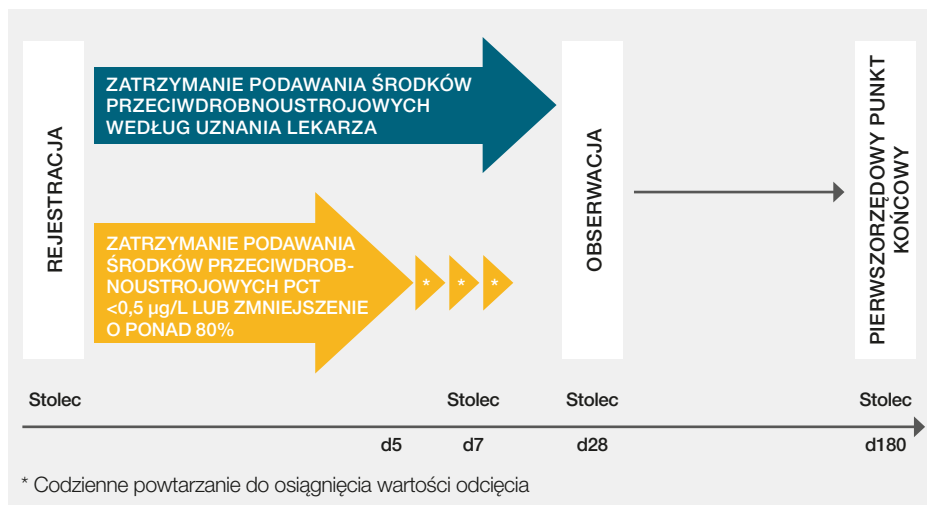 REJESTRACJA
ZATRZYMANIE PODAWANIA ŚRODKÓW
PRZECIWDROBNOUSTROJOWYCH
WEDŁUG UZNANIA LEKARZA
ZATRZYMANIE PODAWANIA
ŚRODKÓW PRZECIWDROB-
NOUSTROJOWYCH PCT
<0,5 µg/L LUB ZMNIEJSZENIE
O PONAD 80%
* * *
OBSERWACJA
PIERWSZORZĘDOWY PUNKT
KOŃCOWY
Stolec Stolec Stolec Stolec
d5 d7 d28 d180
* Codzienne powtarzanie do osiągnięcia wartości odcięcia